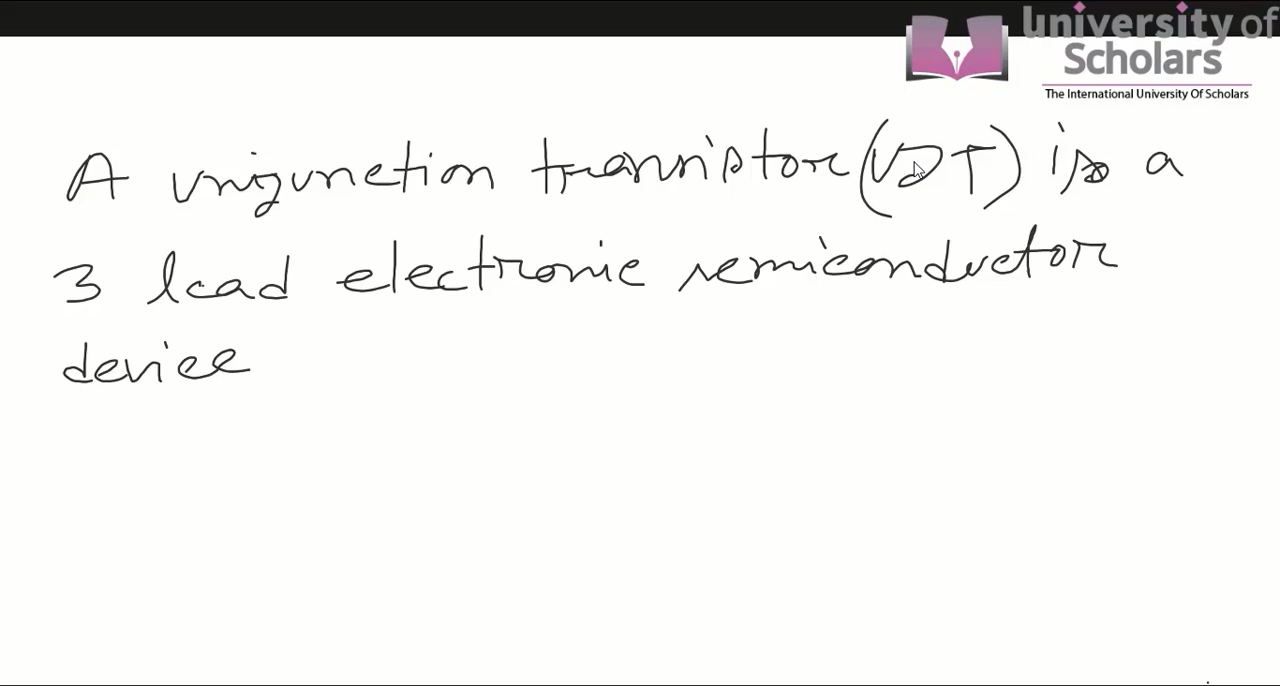 university of
Scholars
The International University Of Scholars
A unijunction transistor (UJT) is a
3 lead electronic semiconductor
device